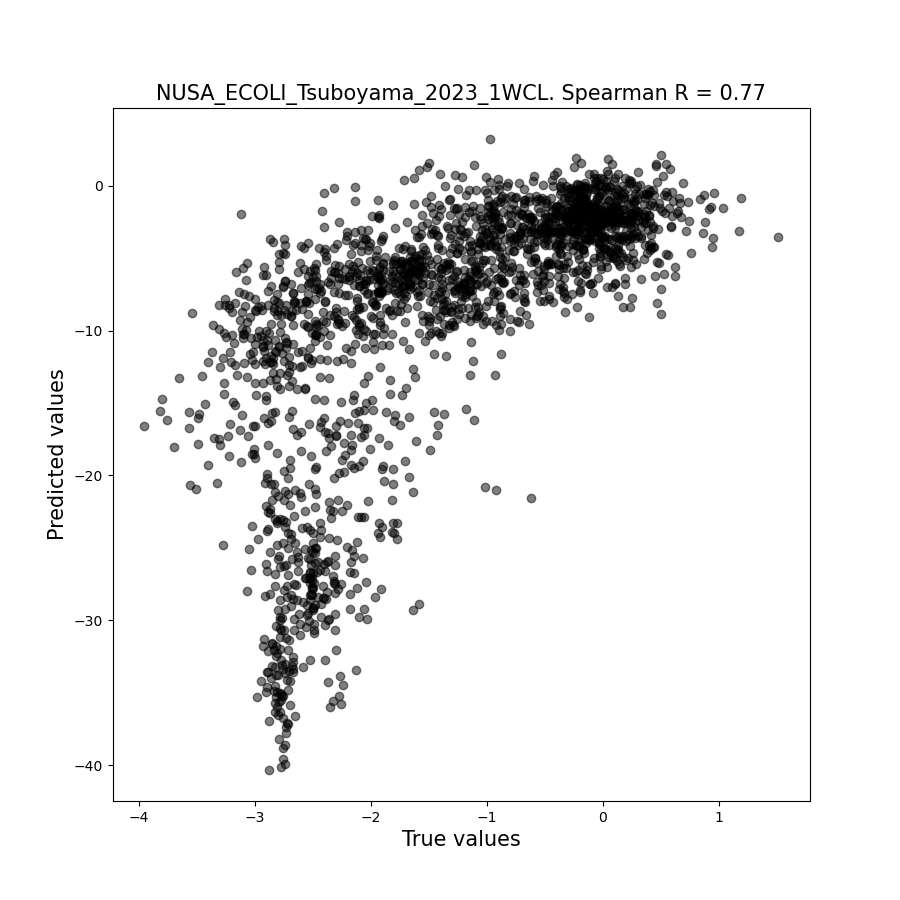 NUSA_ECOLI_Tsuboyama_2023_1WCL. Spearman R = 0.77
0
−10
−20
−30
−40
Predicted values
−4 −3 −2 −1 0 1
True values